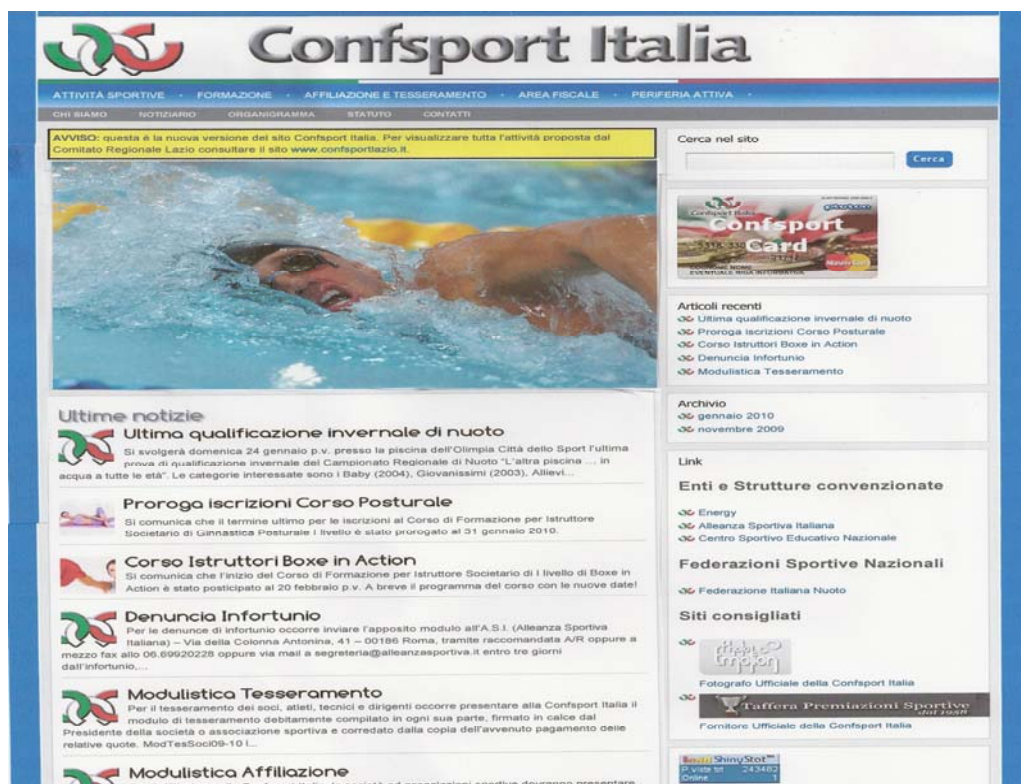 Confsport Italia
ATTIVITÀ SPORTIVE FORMAZIONE AFFILIAZIONE E TESSERAMENTO AREA FISCALE PERIFERIA ATTIVA
CHI SIAMO NOTIZIARIO ORGANIGRAMMA STATUTO CONTATTI
AVVISO: questa è la nuova versione del sito Confsport Italia. Per visualizzare tutta l'attività proposta dal
Comitato Regionale Lazio consultare il sito www.confsportlazio.it.
Ultime notizie
Ultima qualificazione invernale di nuoto
Si svolgerà domenica 24 gennaio p.v. presso la piscina dell'Olimpia Città dello Sport l'ultima
prova di qualificazione invernale del Campionato Regionale di Nuoto "L'altra piscina ... in
acqua a tutte le età". Le categorie interessate sono i Baby (2004), Giovanissimi (2003), Allievi...
Proroga iscrizioni Corso Posturale
Si comunica che il termine ultimo per le iscrizioni al Corso di Formazione per Istruttore
Societario di Ginnastica Posturale I livello è stato prorogato al 31 gennaio 2010.
Corso Istruttori Boxe in Action
Si comunica che l'inizio del Corso di Formazione per Istruttore Societario di I livello di Boxe in
Action è stato posticipato al 20 febbraio p.v. A breve il programma del corso con le nuove date!
Denuncia Infortunio
Per le denunce di infortunio occorre inviare l'apposito modulo all'A.S.I. (Alleanza Sportiva
Italiana) – Via della Colonna Antonina, 41 – 00186 Roma, tramite raccomandata A/R oppure a
mezzo fax allo 06.69920228 oppure via mail a segreteria@alleanzasportiva.it entro tre giorni
dall'infortunio,...
Modulistica Tesseramento
Per il tesseramento dei soci, atleti, tecnici e dirigenti occorre presentare alla Confsport Italia il
modulo di tesseramento debitamente compilato in ogni sua parte, firmato in calce dal
Presidente della società o associazione sportiva e corredato dalla copia dell'avvenuto pagamento delle
relative quote. ModTesSoci09-10 I...
Modulistica Affiliazione
Cerca nel sito
Cerca
Confsport Italia
Confsport
Card
COGNOME NOME
EVENTUALE RIGA INFORMATIVA
Articoli recenti
Ultima qualificazione invernale di nuoto
Proroga iscrizioni Corso Posturale
Corso Istruttori Boxe in Action
Denuncia Infortunio
Modulistica Tesseramento
Archivio
gennaio 2010
novembre 2009
Link
Enti e Strutture convenzionate
Energy
Alleanza Sportiva Italiana
Centro Sportivo Educativo Nazionale
Federazioni Sportive Nazionali
Federazione Italiana Nuoto
Siti consigliati
Fotografo Ufficiale della Confsport Italia
Taffera Premiazioni Sportive
dal 1958
Fornitore Ufficiale della Confsport Italia
ShinyStat™
P. viste tot 243462
Online 1